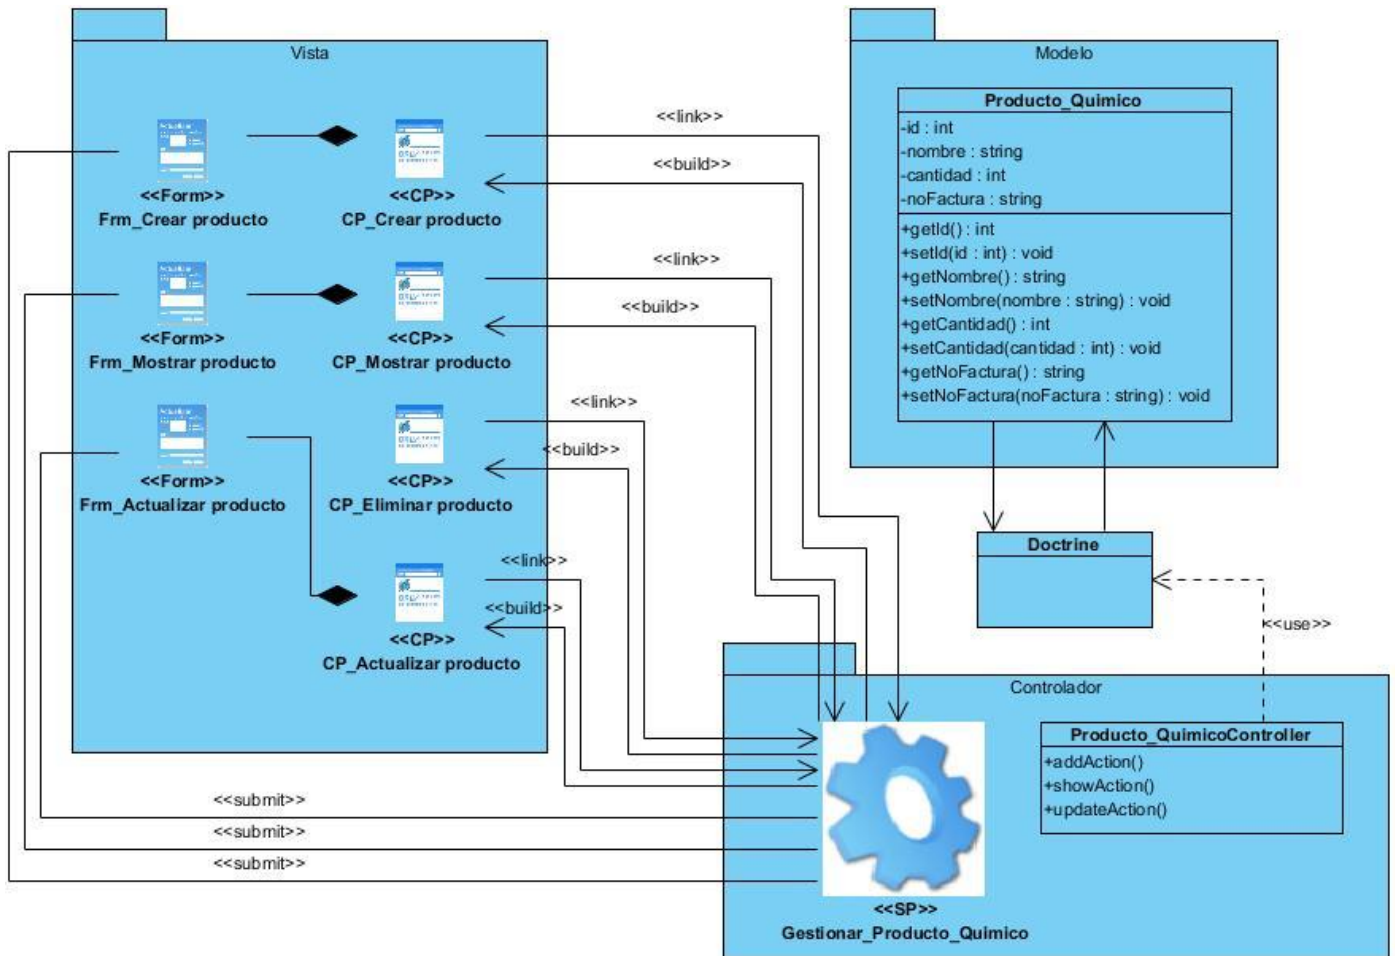 Vista
<<Form>>
Frm_Crear producto
<<CP>>
CP_Crear producto
<<Form>>
Frm_Mostrar producto
<<CP>>
CP_Mostrar producto
<<Form>>
Frm_Actualizar producto
<<CP>>
CP_Eliminar producto
<<CP>>
CP_Actualizar producto
<<link>>
<<build>>
<<link>>
<<build>>
<<link>>
<<build>>
<<link>>
<<build>>
<<submit>>
<<submit>>
<<submit>>
Modelo
Producto_Quimico
-id : int
-nombre : string
-cantidad : int
-noFactura : string
+getId() : int
+setId(id : int) : void
+getNombre() : string
+setNombre(nombre : string) : void
+getCantidad() : int
+setCantidad(cantidad : int) : void
+getNoFactura() : string
+setNoFactura(noFactura : string) : void
Doctrine
<<use>>
Controlador
Producto_QuimicoController
+addAction()
+showAction()
+updateAction()
<<SP>>
Gestionar_Producto_Quimico